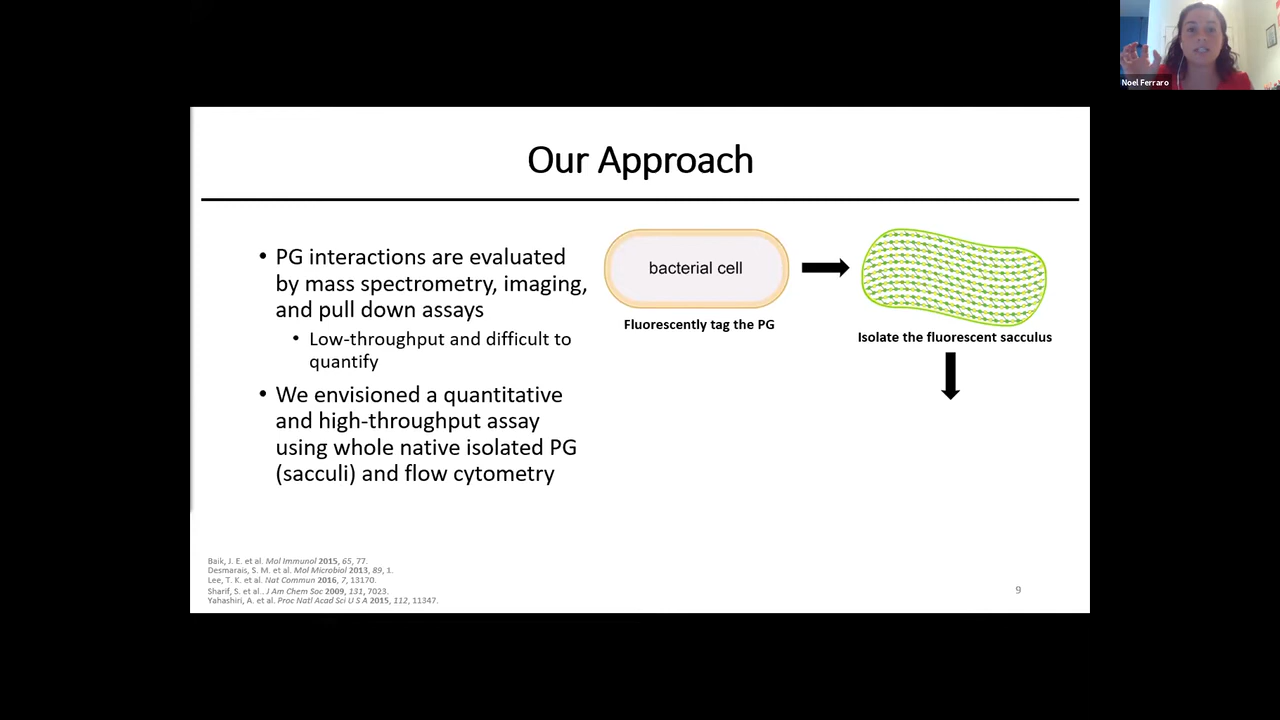 Noel Ferraro
Our Approach
• PG interactions are evaluated
by mass spectrometry, imaging,
and pull down assays
• Low-throughput and difficult to
quantify
• We envisioned a quantitative
and high-throughput assay
using whole native isolated PG
(sacculi) and flow cytometry
bacterial cell
Fluorescently tag the PG
Isolate the fluorescent sacculus
Baik, J. E. et al. Mol Immunol 2015, 65, 77.
Desmarais, S. M. et al. Mol Microbiol 2013, 89, 1.
Lee, T. K. et al. Nat Commun 2016, 7, 13170.
Sharif, S. et al.. J Am Chem Soc 2009, 131, 7023.
Yahashiri, A. et al. Proc Natl Acad Sci U S A 2015, 112, 11347.
9